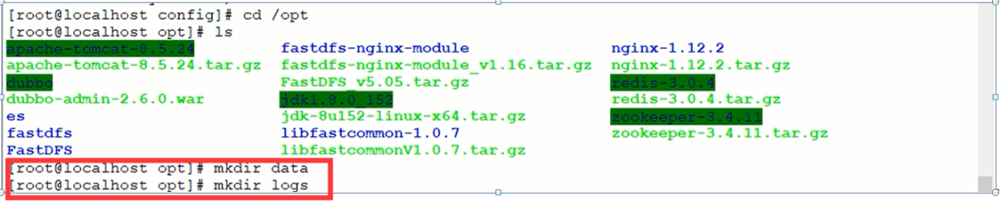 [root@localhost config]# cd /opt
[root@localhost opt]# ls
apache-tomcat-8.5.24 fastdfs-nginx-module nginx-1.12.2
apache-tomcat-8.5.24.tar.gz fastdfs-nginx-module_v1.16.tar.gz nginx-1.12.2.tar.gz
dubbo FastDFS_v5.05.tar.gz redis-3.0.4
dubbo-admin-2.6.0.war jdk1.8.0_152 redis-3.0.4.tar.gz
es jdk-8u152-linux-x64.tar.gz zookeeper-3.4.11
fastdfs libfastcommon-1.0.7 zookeeper-3.4.11.tar.gz
FastDFS libfastcommonV1.0.7.tar.gz
[root@localhost opt]# mkdir data
[root@localhost opt]# mkdir logs